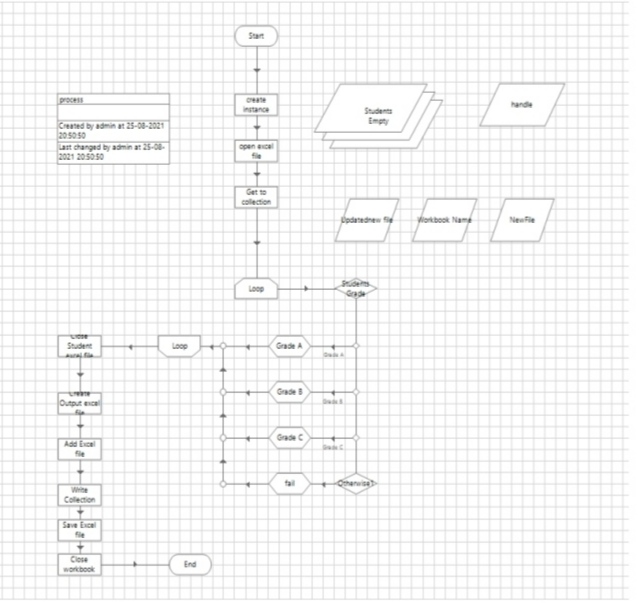 Start
process
Created by admin at 25-08-2021
20:50:50
Last changed by admin at 25-08-
2021 20:50:50
create
instance
open excel
file
Get to
collection
Students
Empty
handle
Updatednew file
Workbook Name
NewFile
Loop
Students
Grade
Close
Student
excel file
Loop
Grade A
Grade A
Create
Output excel
file
Grade B
Grade B
Add Excel
file
Grade C
Grade C
Write
Collection
fail
Otherwise1
Save Excel
file
Close
workbook
End